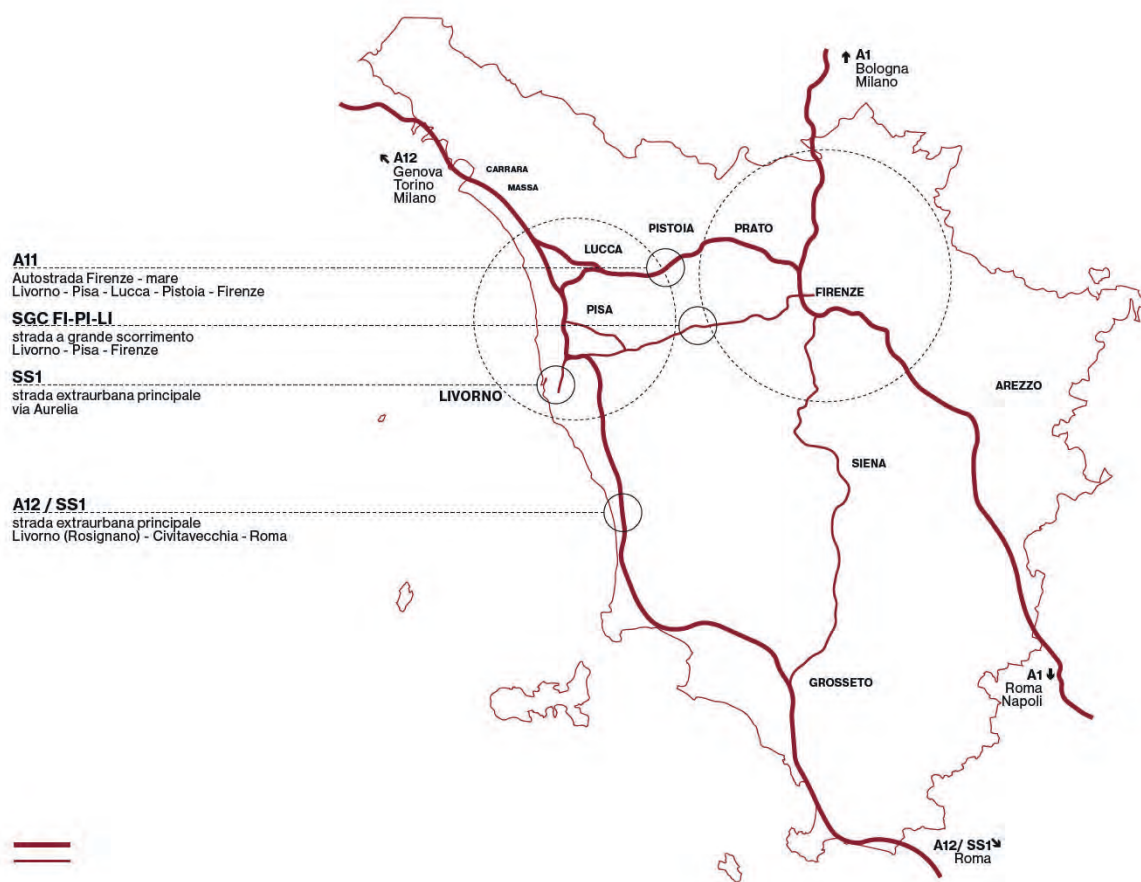 A1
Bologna
Milano
A12
Genova
Torino
Milano
CARRARA
MASSA
PISTOIA
PRATO
LUCCA
A11
Autostrada Firenze - mare
Livorno - Pisa - Lucca - Pistoia - Firenze
FIRENZE
PISA
SGC FI-PI-LI
strada a grande scorrimento
Livorno - Pisa - Firenze
SS1
strada extraurbana principale
via Aurelia
LIVORNO
AREZZO
SIENA
A12 / SS1
strada extraurbana principale
Livorno (Rosignano) - Civitavecchia - Roma
GROSSETO
A1
Roma
Napoli
A12/ SS1
Roma